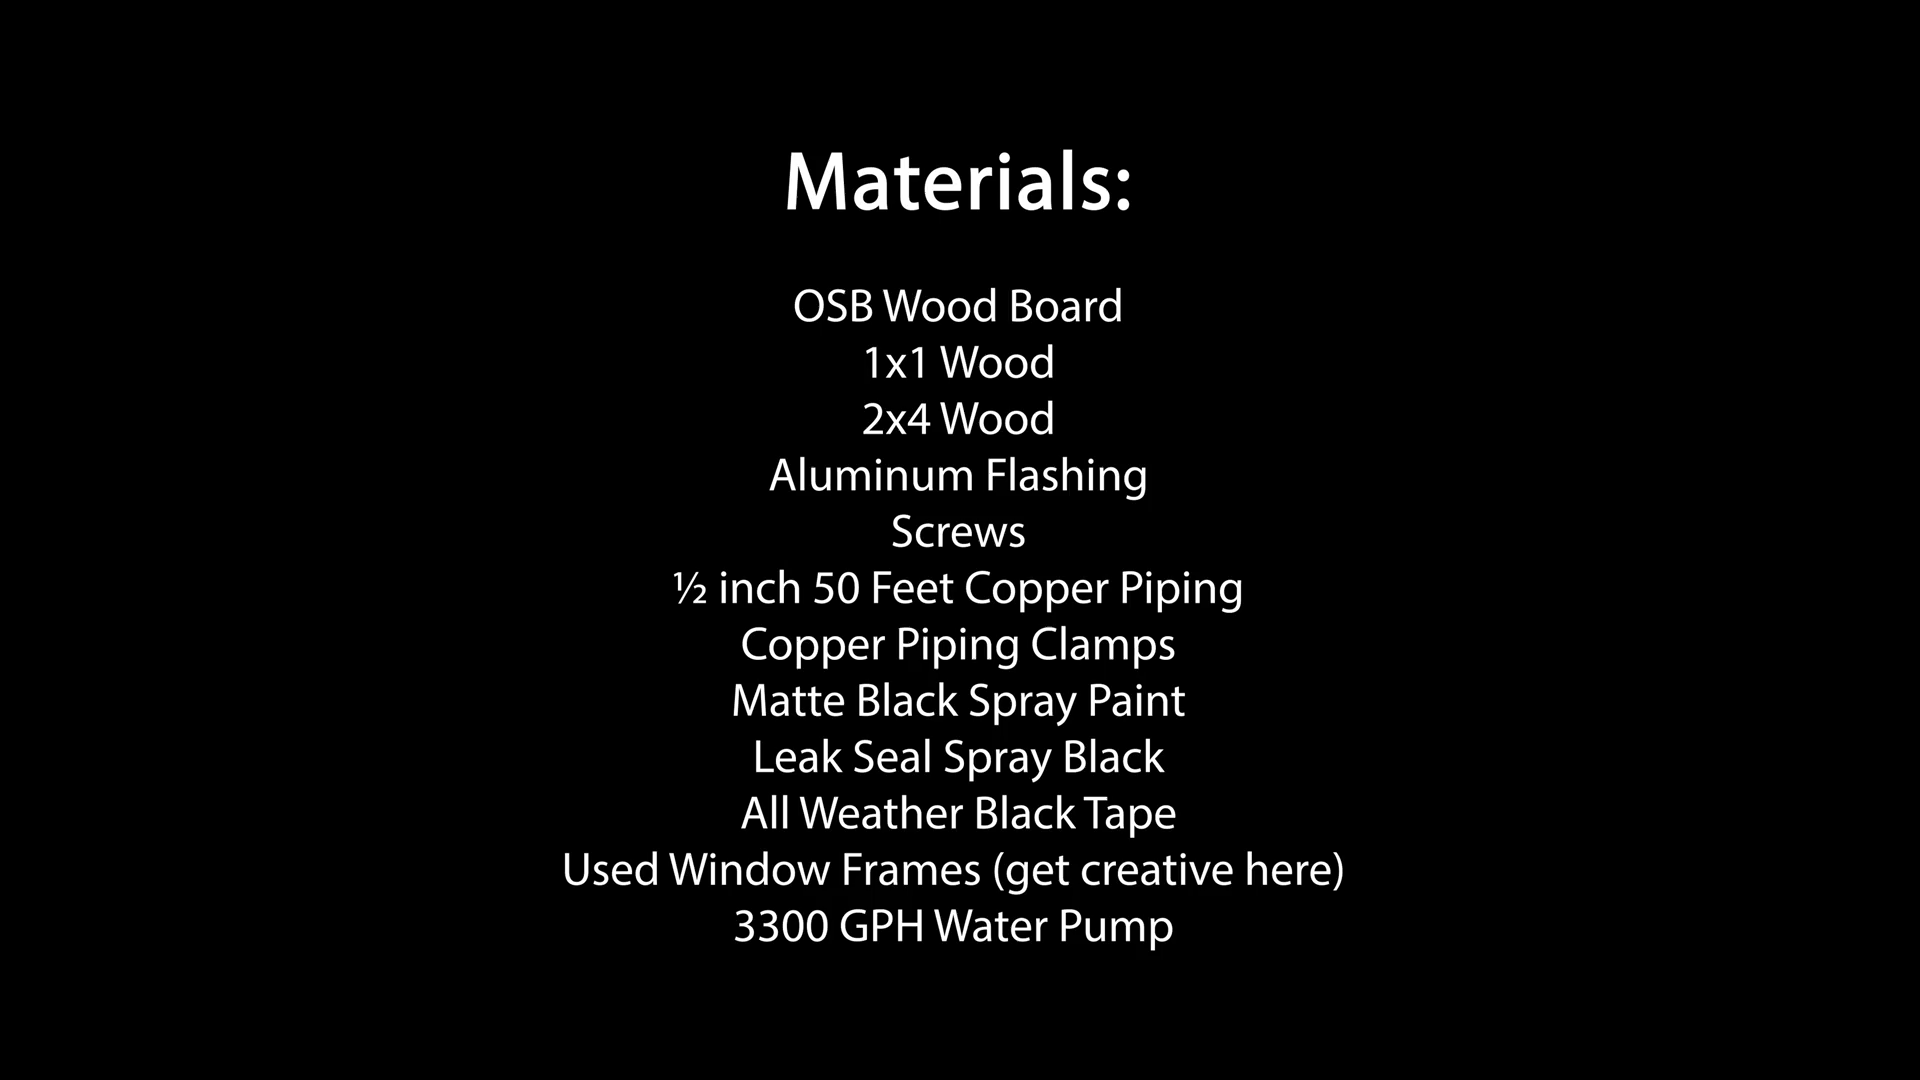 Materials:
OSB Wood Board
1x1 Wood
2x4 Wood
Aluminum Flashing
Screws
½ inch 50 Feet Copper Piping
Copper Piping Clamps
Matte Black Spray Paint
Leak Seal Spray Black
All Weather Black Tape
Used Window Frames (get creative here)
3300 GPH Water Pump